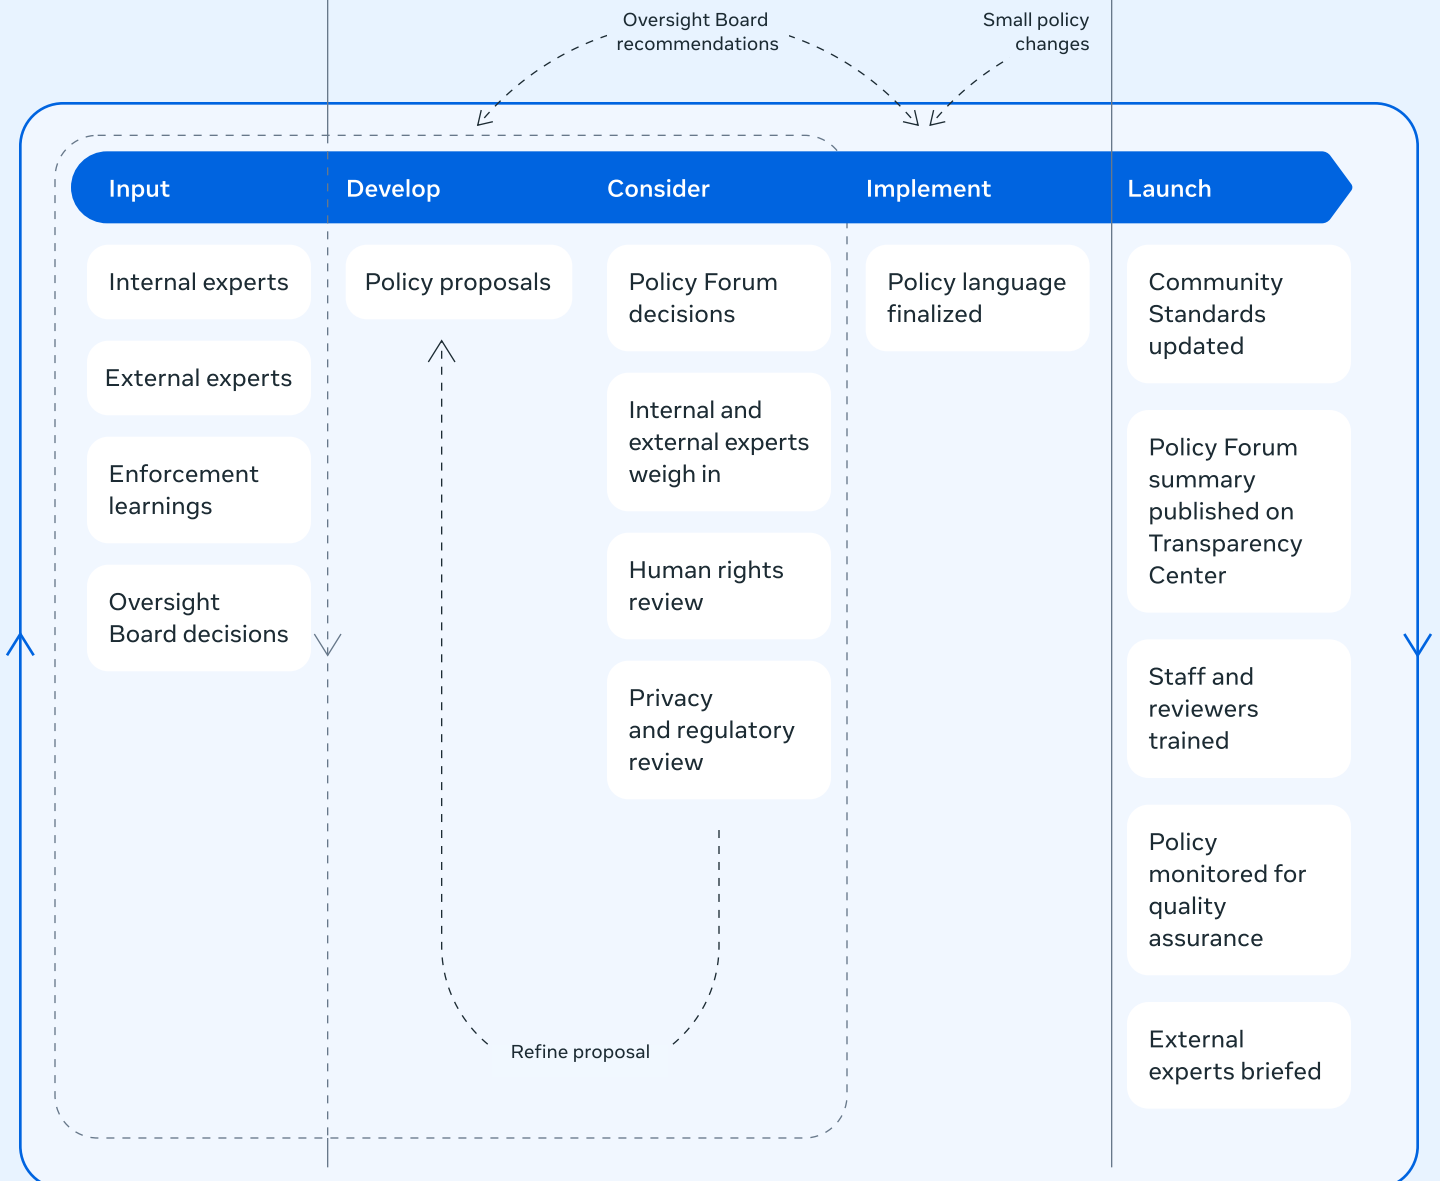 Oversight Board
recommendations
Small policy
changes
Input
Develop
Consider
Implement
Launch
Internal experts
External experts
Enforcement
learnings
Oversight
Board decisions
Policy proposals
Policy Forum
decisions
Internal and
external experts
weigh in
Human rights
review
Privacy
and regulatory
review
Refine proposal
Policy language
finalized
Community
Standards
updated
Policy Forum
summary
published on
Transparency
Center
Staff and
reviewers
trained
Policy
monitored for
quality
assurance
External
experts briefed